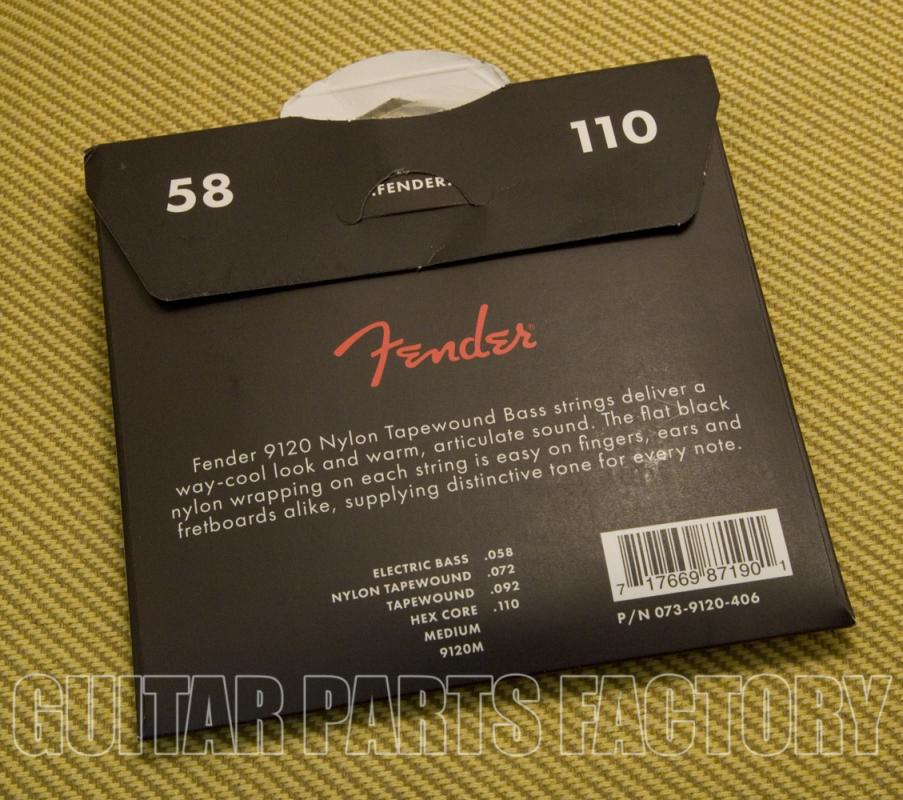 58
110
.FENDER.
Fender
Fender 9120 Nylon Tapewound Bass strings deliver a
way-cool look and warm, articulate sound. The flat black
nylon wrapping on each string is easy on fingers, ears and
fretboards alike, supplying distinctive tone for every note.
ELECTRIC BASS .058
NYLON TAPEWOUND .072
TAPEWOUND .092
HEX CORE .110
MEDIUM
9120M
7 17669 87190 1
P/N 073-9120-406
GUITAR PARTS FACTORY